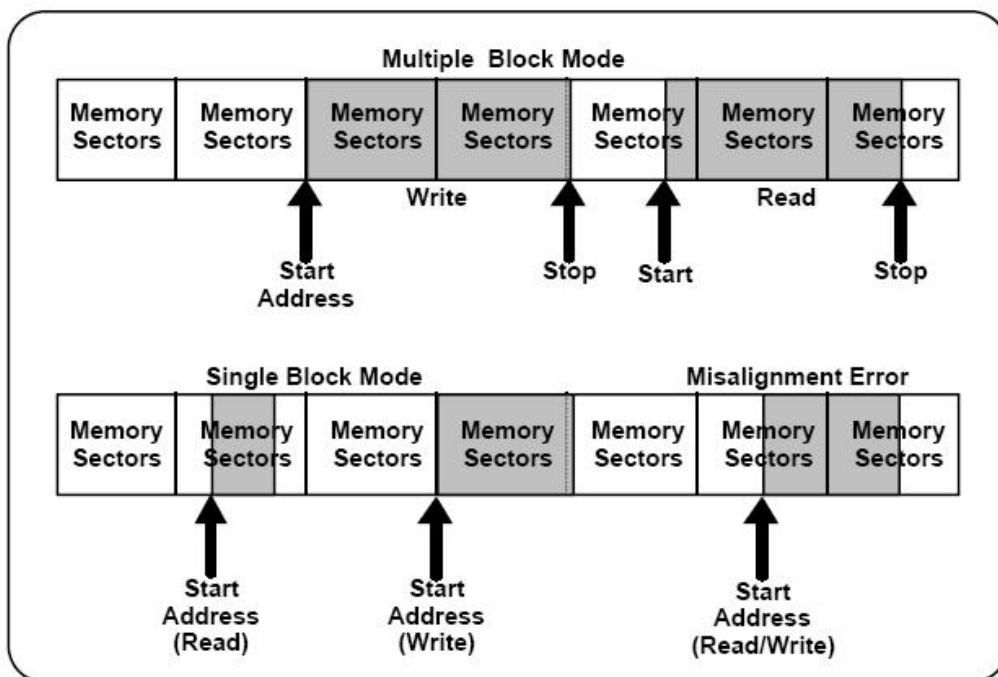 Multiple Block Mode
Memory Memory Memory Memory Memory Memory Memory
Sectors Sectors Sectors Sectors Sectors Sectors Sectors
Write Read
Start Stop Start Stop
Address
Single Block Mode Misalignment Error
Memory Memory Memory Memory Memory Memory Memory
Sectors Sectors Sectors Sectors Sectors Sectors Sectors
Start Start Start
Address Address Address
(Read) (Write) (Read/Write)